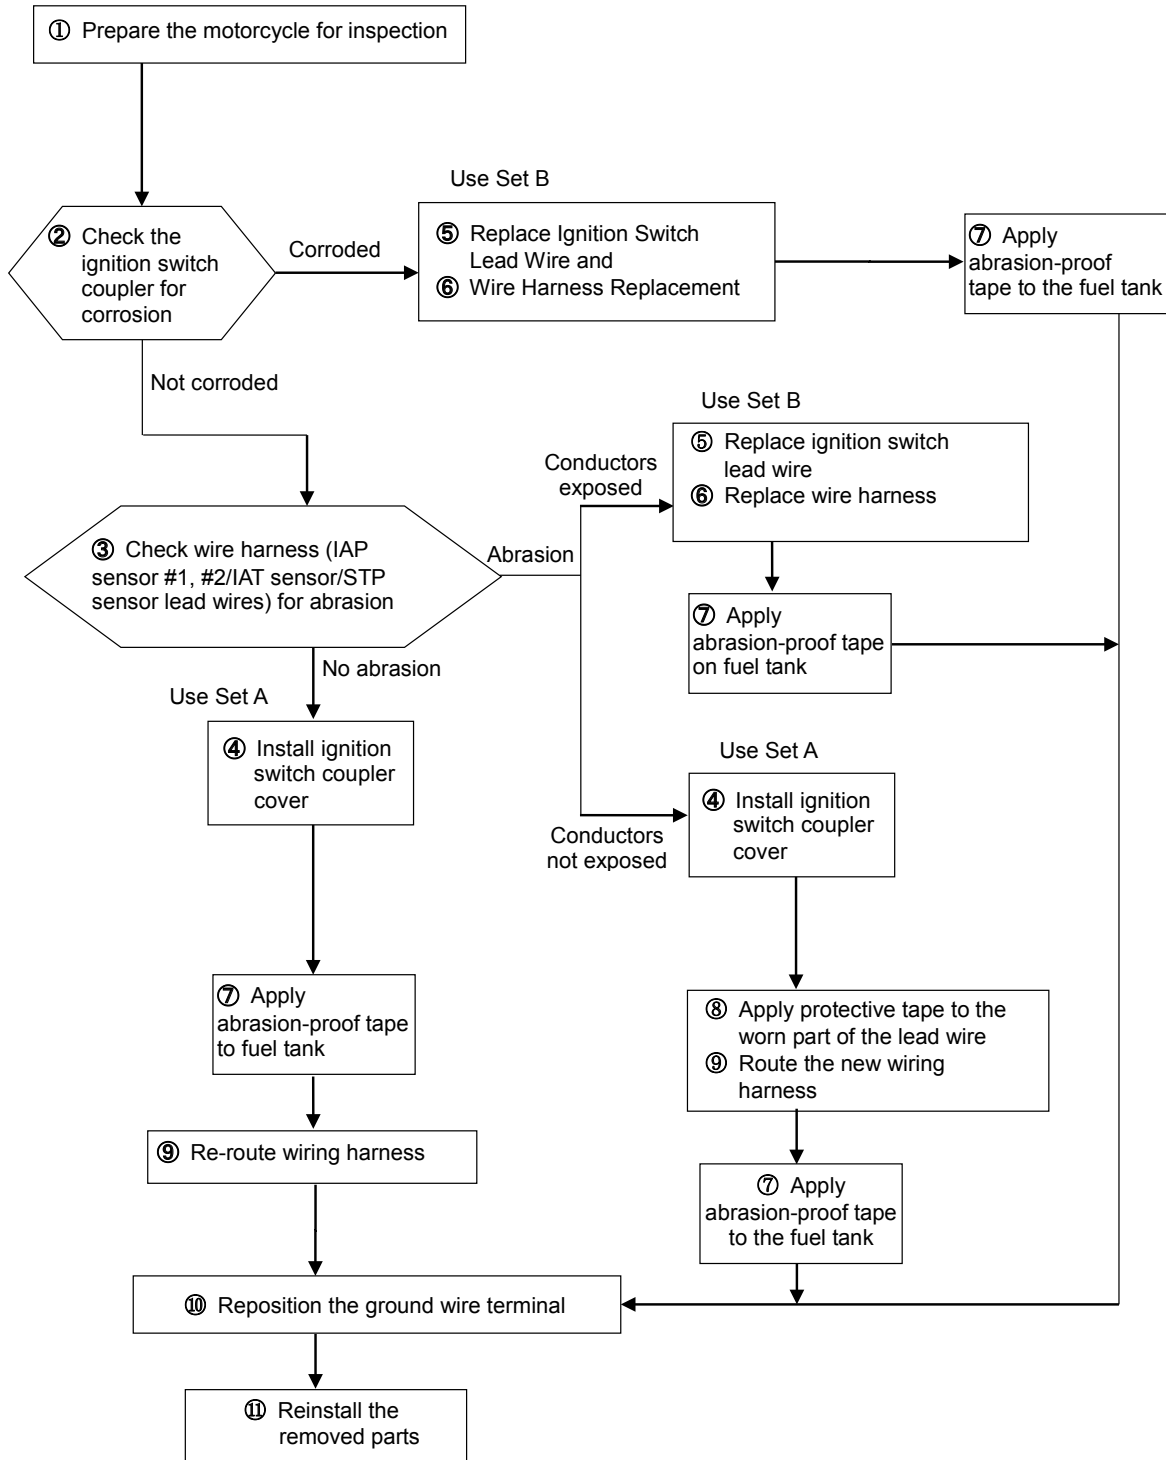 ① Prepare the motorcycle for inspection
Use Set B
② Check the
ignition switch
coupler for
corrosion
Corroded
⑤ Replace Ignition Switch
Lead Wire and
⑥ Wire Harness Replacement
⑦ Apply
abrasion-proof
tape to the fuel tank
Not corroded
Use Set B
Conductors
exposed
⑤ Replace ignition switch
lead wire
⑥ Replace wire harness
③ Check wire harness (IAP
sensor #1, #2/IAT sensor/STP
sensor lead wires) for abrasion
Abrasion
⑦ Apply
abrasion-proof tape
on fuel tank
No abrasion
Use Set A
④ Install ignition
switch coupler
cover
Use Set A
Conductors
not exposed
④ Install ignition
switch coupler
cover
⑦ Apply
abrasion-proof tape
to fuel tank
⑧ Apply protective tape to the
worn part of the lead wire
⑨ Route the new wiring
harness
⑨ Re-route wiring harness
⑦ Apply
abrasion-proof tape
to the fuel tank
⑩ Reposition the ground wire terminal
⑪ Reinstall the
removed parts